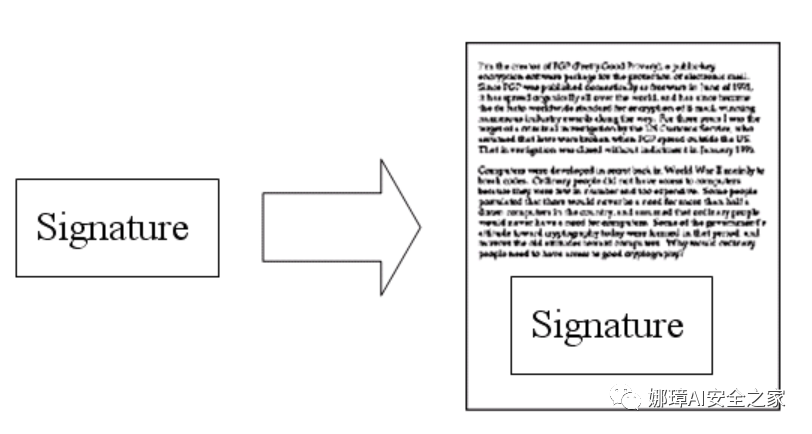 Signature
I'm the creator of PGP (Pretty Good Privacy), a public-key
encryption software package for the protection of electronic mail.
Since PGP was published domestically as freeware in June of 1991,
it has spread organically all over the world, and has since become
the de facto worldwide standard for encryption of E-mail, winning
numerous industry awards along the way. For three years I was the
target of a criminal investigation by the US Customs Service, who
assumed that laws were broken when PGP spread outside the US.
That investigation was closed without indictment in January 1996.
Computers were developed in secret back in World War II mainly to
break codes. Ordinary people did not have access to computers
because they were few in number and too expensive. Some people
postulated that there would never be a need for more than half a
dozen computers in the country, and assumed that ordinary people
would never have a need for computers. Some of the government's
attitude toward cryptography today were formed in that period, and
mirrors the old attitudes toward computers. Why would ordinary
people need to have access to good cryptography?
Signature
娜璋AI安全之家